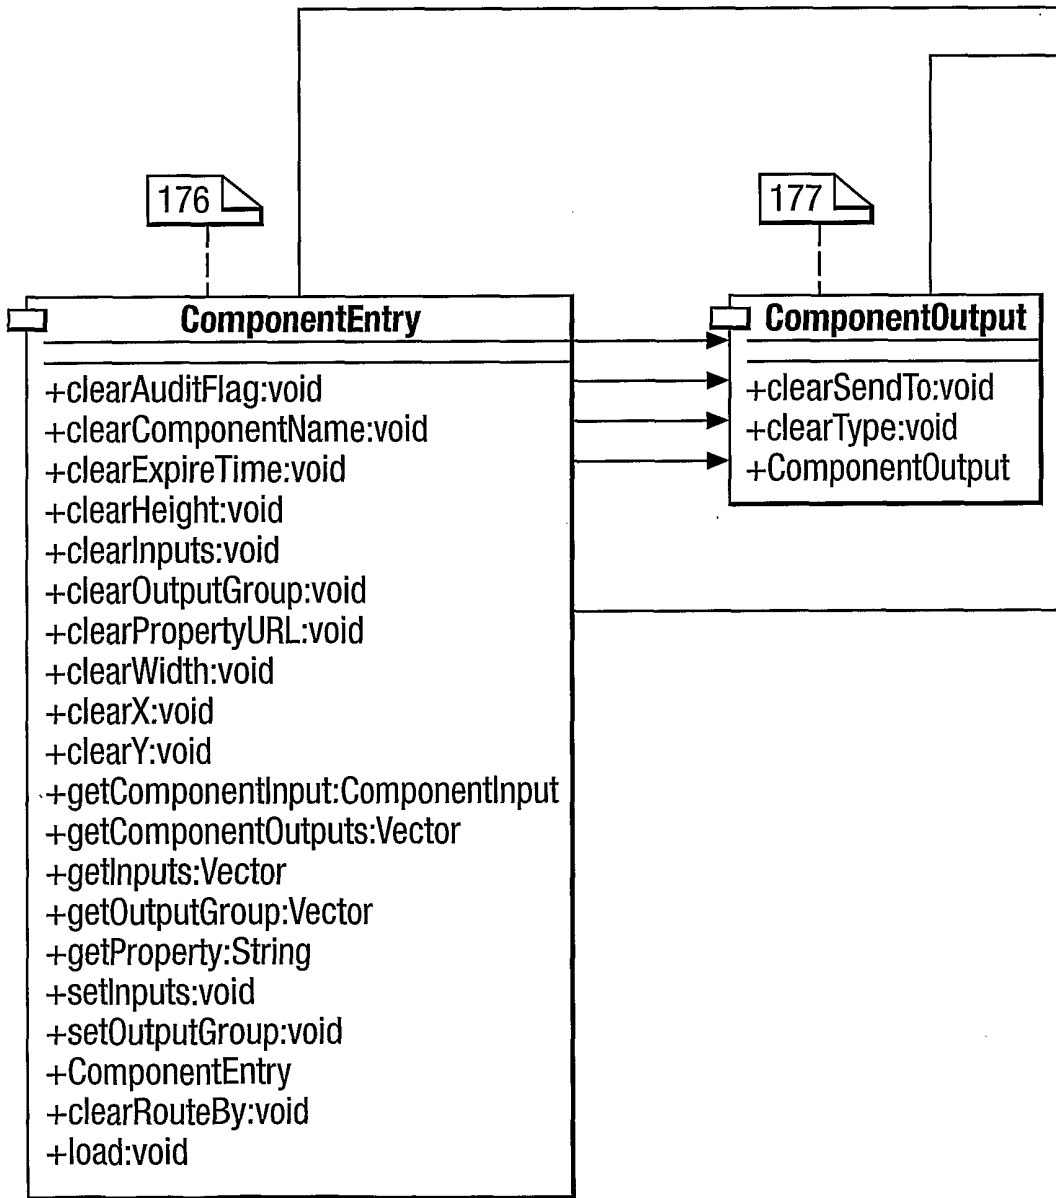 176
177
ComponentEntry
+clearAuditFlag:void
+clearComponentName:void
+clearExpireTime:void
+clearHeight:void
+clearInputs:void
+clearOutputGroup:void
+clearPropertyURL:void
+clearWidth:void
+clearX:void
+clearY:void
+getComponentInput:ComponentInput
+getComponentOutputs:Vector
+getInputs:Vector
+getOutputGroup:Vector
+getProperty:String
+setInputs:void
+setOutputGroup:void
+ComponentEntry
+clearRouteBy:void
+load:void
ComponentOutput
+clearSendTo:void
+clearType:void
+ComponentOutput